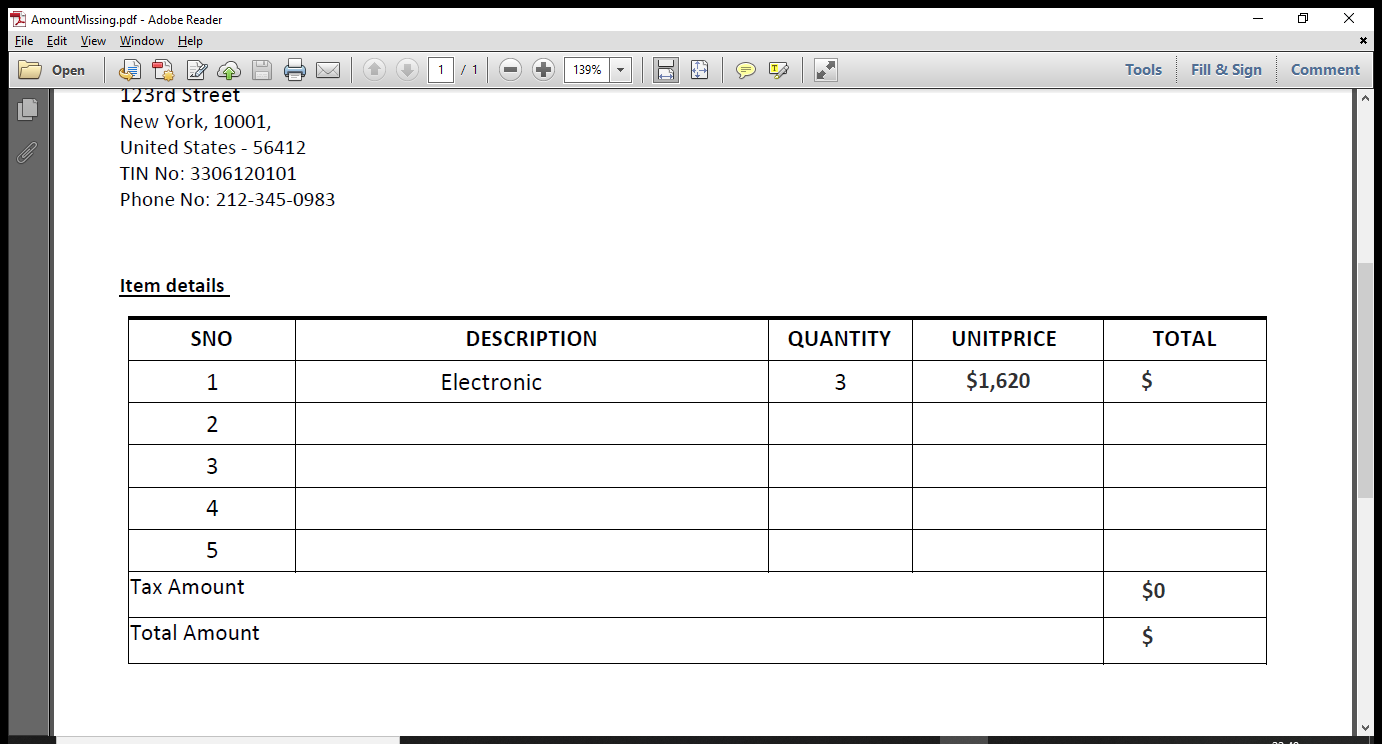 AmountMissing.pdf - Adobe Reader
File Edit View Window Help
Open 1 / 1 139% Tools Fill & Sign Comment
123rd Street
New York, 10001,
United States - 56412
TIN No: 3306120101
Phone No: 212-345-0983
Item details
SNO DESCRIPTION QUANTITY UNITPRICE TOTAL
1 Electronic 3 $1,620 $
2
3
4
5
Tax Amount $0
Total Amount $